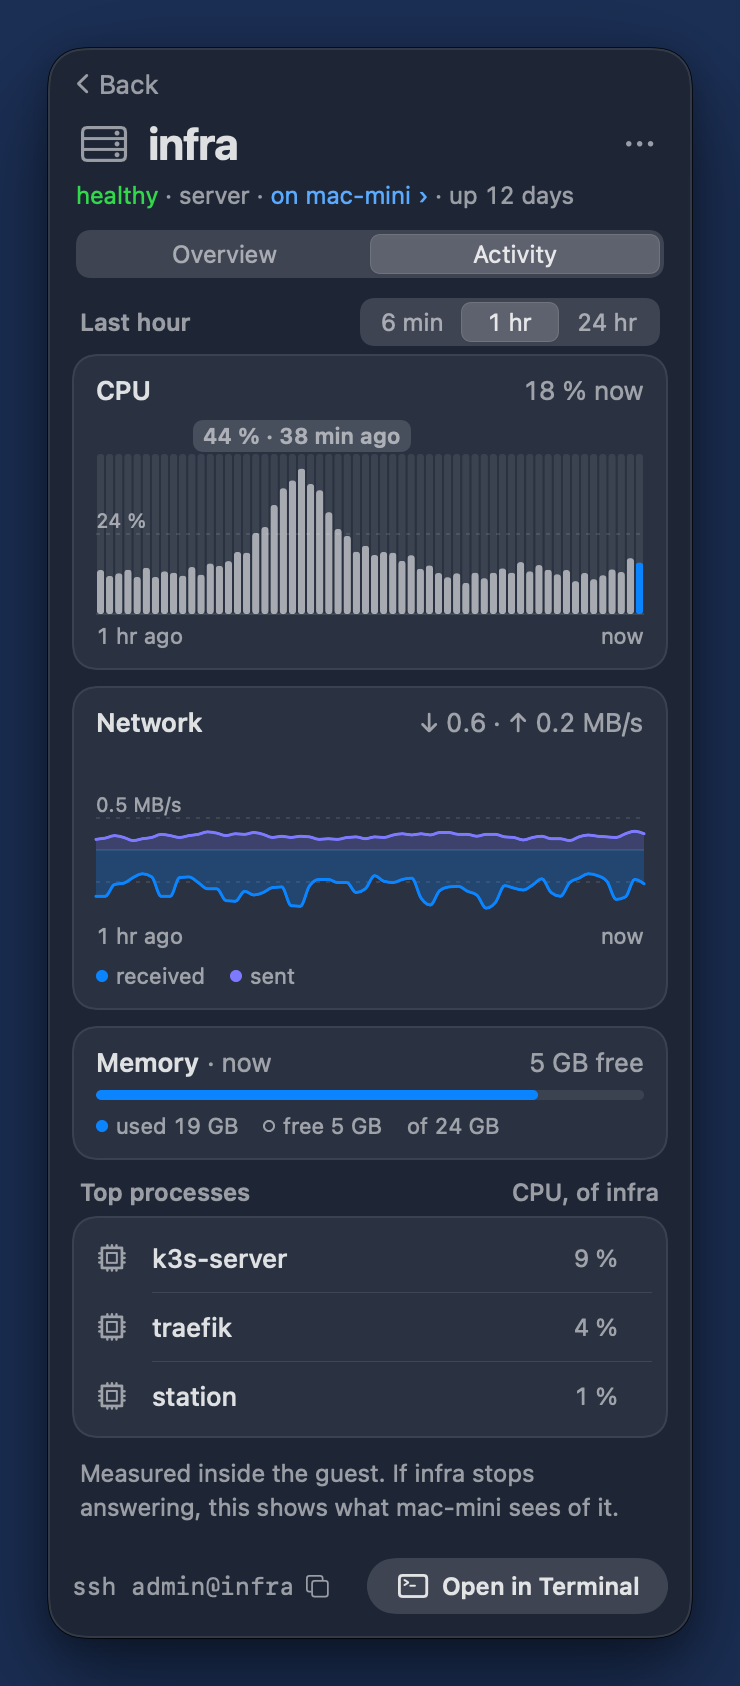 Back
infra
healthy · server · on mac-mini › · up 12 days
Overview Activity
Last hour 6 min 1 hr 24 hr
CPU 18 % now
44 % · 38 min ago
24 %
1 hr ago now
Network ↓ 0.6 · ↑ 0.2 MB/s
0.5 MB/s
1 hr ago now
received sent
Memory · now 5 GB free
used 19 GB free 5 GB of 24 GB
Top processes CPU, of infra
k3s-server 9 %
traefik 4 %
station 1 %
Measured inside the guest. If infra stops
answering, this shows what mac-mini sees of it.
ssh admin@infra Open in Terminal